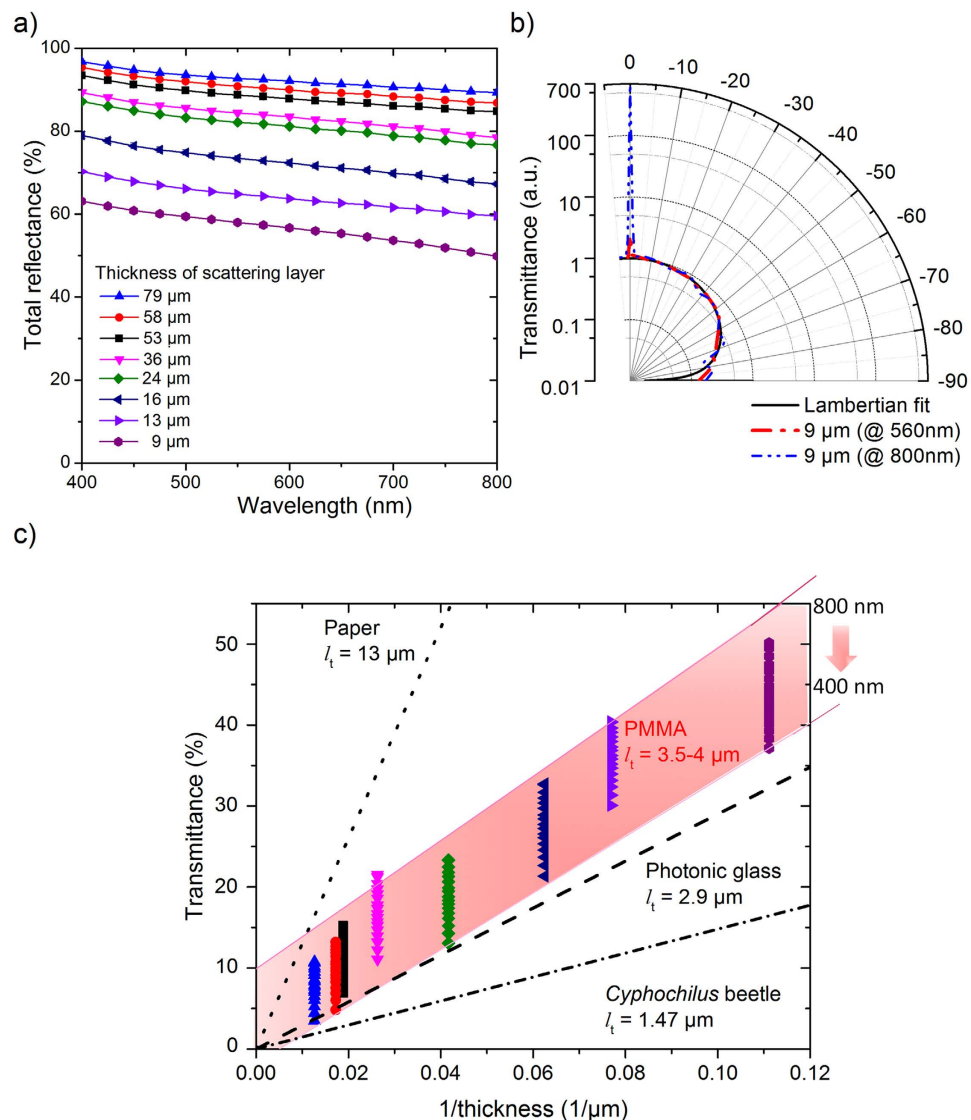 a)
Total reflectance (%)
100
80
60
40
20
0
400
500
600
700
800
Wavelength (nm)
Thickness of scattering layer
79 µm
58 µm
53 µm
36 µm
24 µm
16 µm
13 µm
9 µm
b)
Transmittance (a.u.)
700
100
10
1
0.1
0.01
0
-10
-20
-30
-40
-50
-60
-70
-80
-90
Lambertian fit
9 µm (@ 560nm)
9 µm (@ 800nm)
c)
Transmittance (%)
50
40
30
20
10
0
0.00
0.02
0.04
0.06
0.08
0.10
0.12
1/thickness (1/µm)
Paper
lt = 13 µm
PMMA
lt = 3.5-4 µm
Photonic glass
lt = 2.9 µm
Cyphochilus beetle
lt = 1.47 µm
800 nm
400 nm